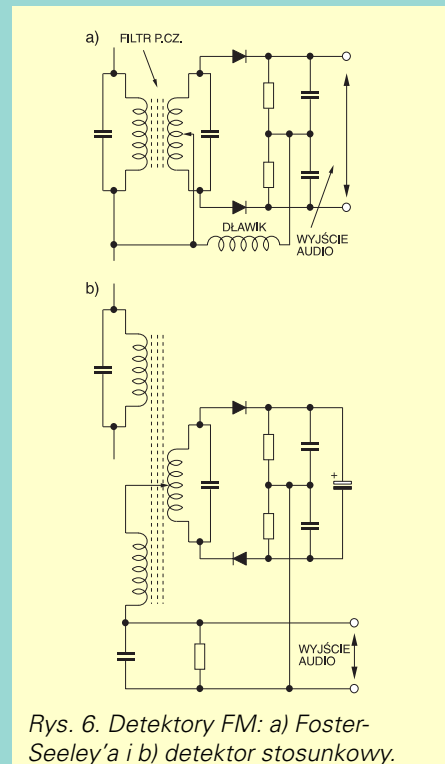 a)
FILTR P.CZ.
DŁAWIK
WYJŚCIE
AUDIO
b)
+
WYJŚCIE
AUDIO
Rys. 6. Detektory FM: a) Foster-
Seeley'a i b) detektor stosunkowy.